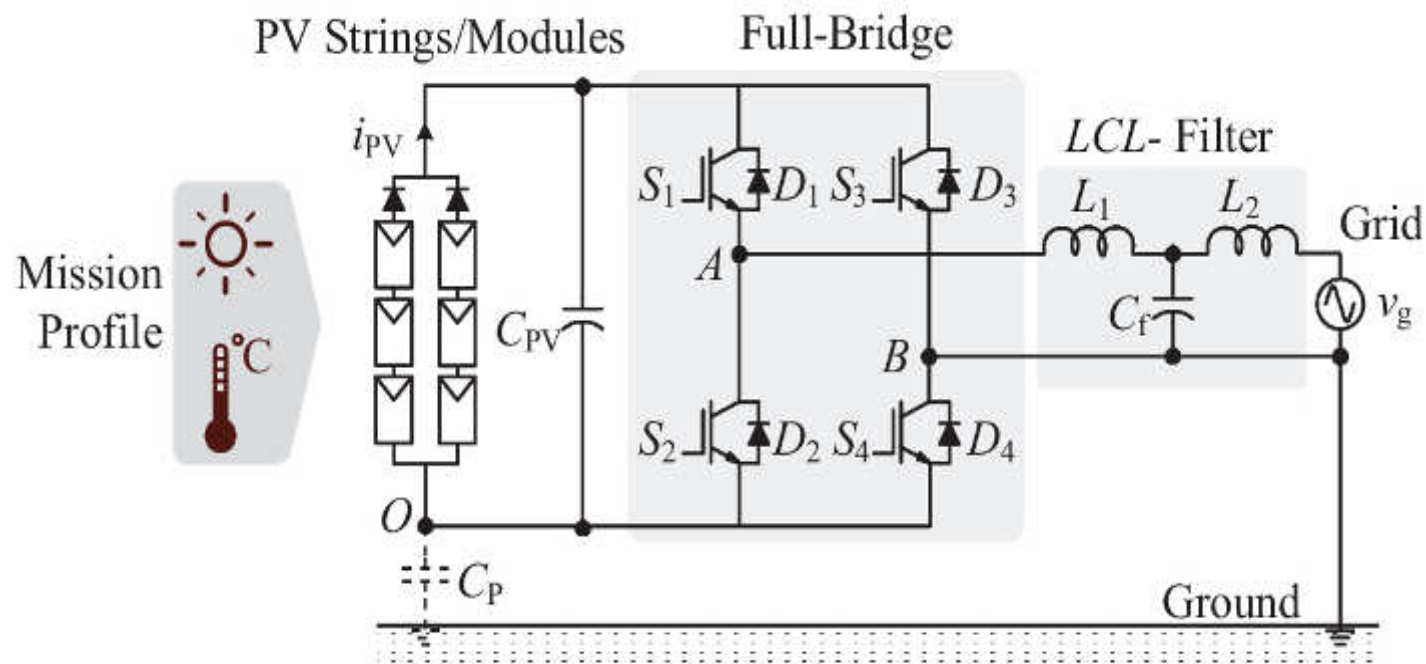 PV Strings/Modules
Full-Bridge
iPV
LCL- Filter
S1
D1
S3
D3
L1
L2
Grid
Mission
Profile
°C
A
CPV
Cf
vg
B
S2
D2
S4
D4
O
CP
Ground